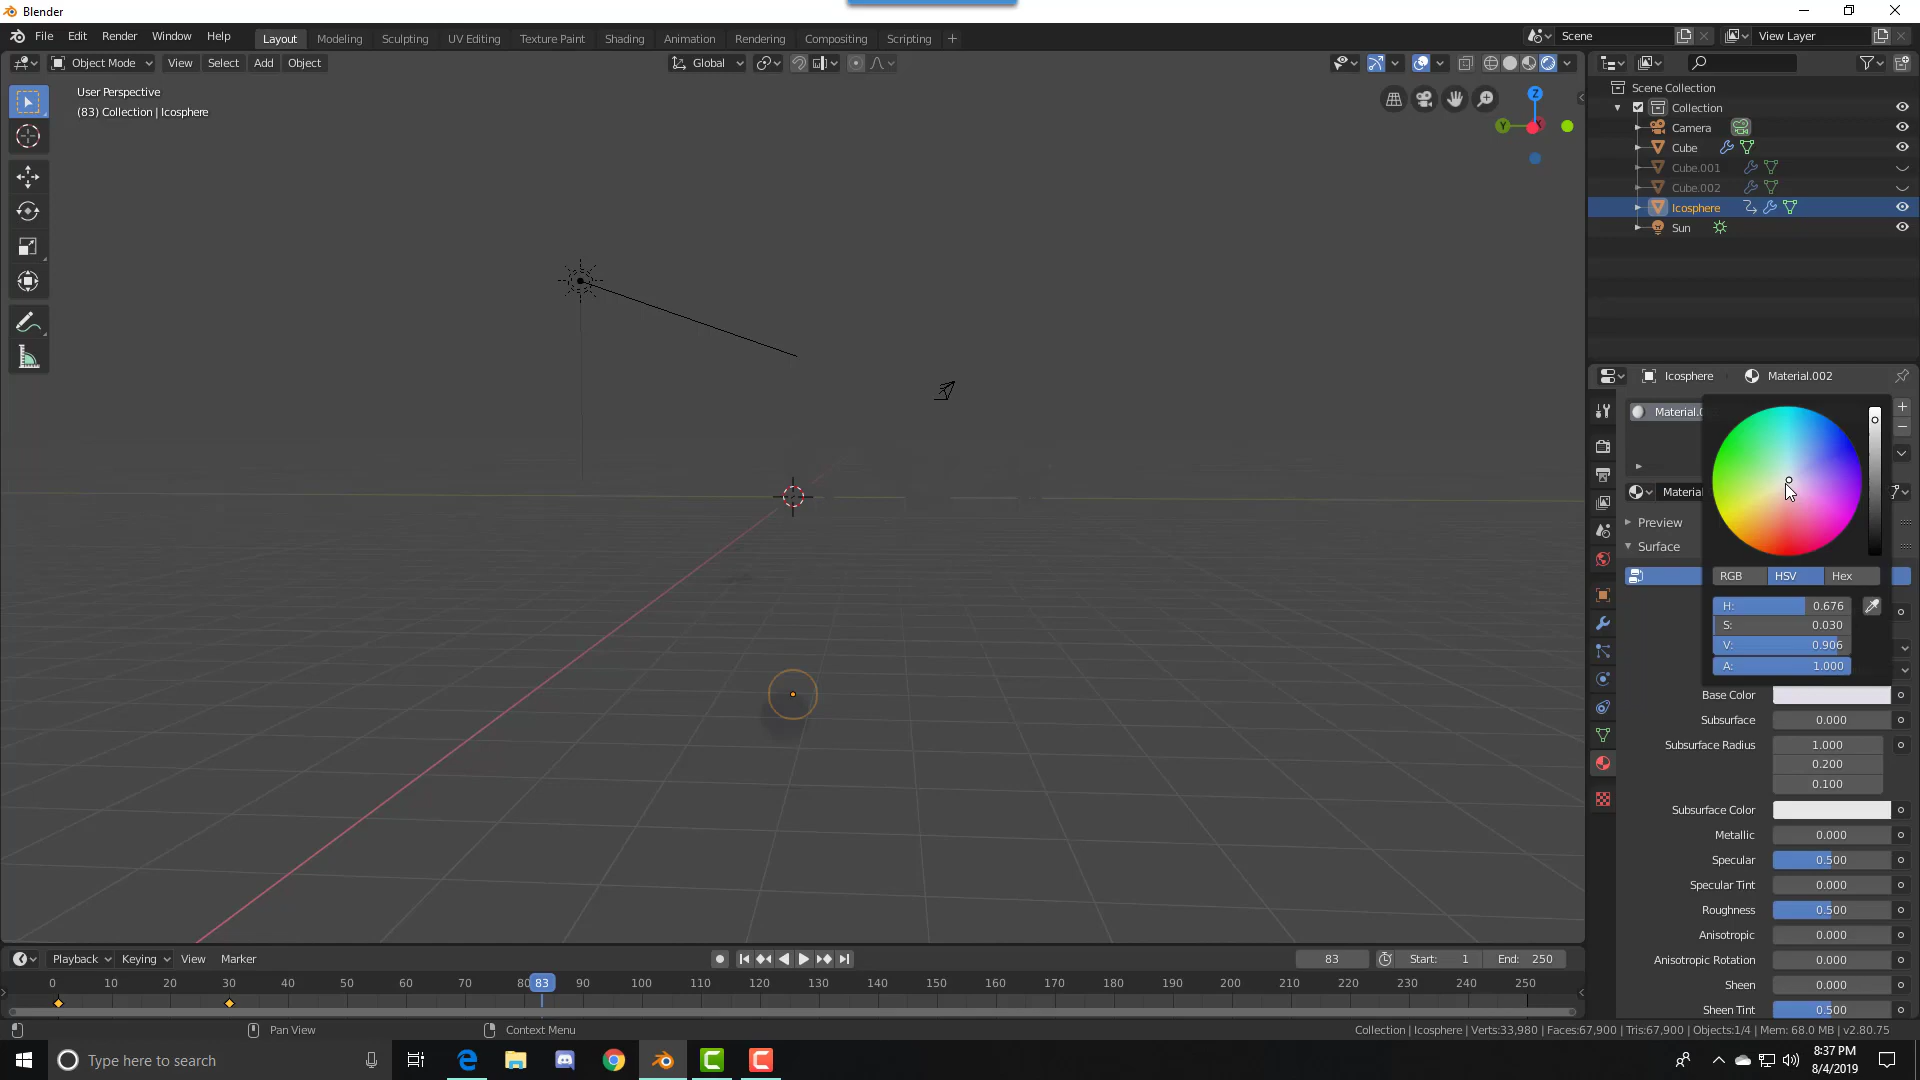 Blender
File Edit Render Window Help
Layout Modeling Sculpting UV Editing Texture Paint Shading Animation Rendering Compositing Scripting
Scene
View Layer
Object Mode View Select Add Object
Global
User Perspective
(83) Collection | Icosphere
Z
Y
X
Scene Collection
Collection
Camera
Cube
Cube.001
Cube.002
Icosphere
Sun
Icosphere
Material.002
Material.0
Material
Preview
Surface
RGB HSV Hex
H: 0.676
S: 0.030
V: 0.906
A: 1.000
Base Color
Subsurface 0.000
Subsurface Radius 1.000
0.200
0.100
Subsurface Color
Metallic 0.000
Specular 0.500
Specular Tint 0.000
Roughness 0.500
Anisotropic 0.000
Anisotropic Rotation 0.000
Sheen 0.000
Sheen Tint 0.500
Playback Keying View Marker
83 Start: 1 End: 250
0 10 20 30 40 50 60 70 80 83 90 100 110 120 130 140 150 160 170 180 190 200 210 220 230 240 250
Pan View
Context Menu
Collection | Icosphere | Verts:33,980 | Faces:67,900 | Tris:67,900 | Objects:1/4 | Mem: 68.0 MB | v2.80.75
Type here to search
8:37 PM
8/4/2019